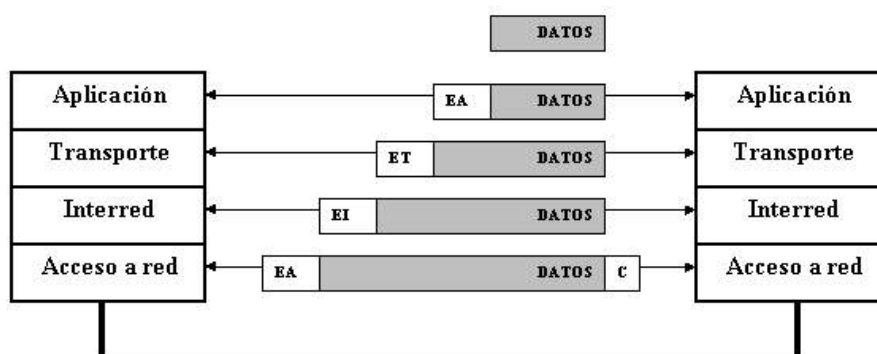 DATOS
Aplicación EA DATOS Aplicación
Transporte ET DATOS Transporte
Interred EI DATOS Interred
Acceso a red EA DATOS C Acceso a red